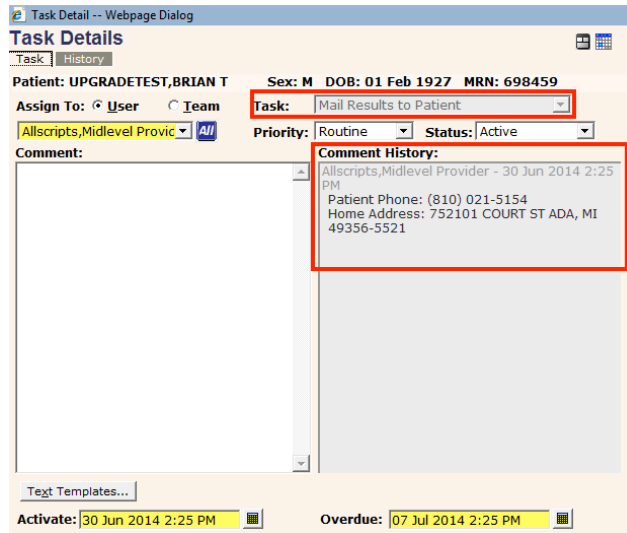 Task Detail -- Webpage Dialog
Task Details
Task History
Patient: UPGRADETEST,BRIAN T Sex: M DOB: 01 Feb 1927 MRN: 698459
Assign To: User Team Task: Mail Results to Patient
Allscripts,Midlevel Provic All Priority: Routine Status: Active
Comment: Comment History:
Allscripts,Midlevel Provider - 30 Jun 2014 2:25
PM
Patient Phone: (810) 021-5154
Home Address: 752101 COURT ST ADA, MI
49356-5521
Text Templates...
Activate: 30 Jun 2014 2:25 PM Overdue: 07 Jul 2014 2:25 PM